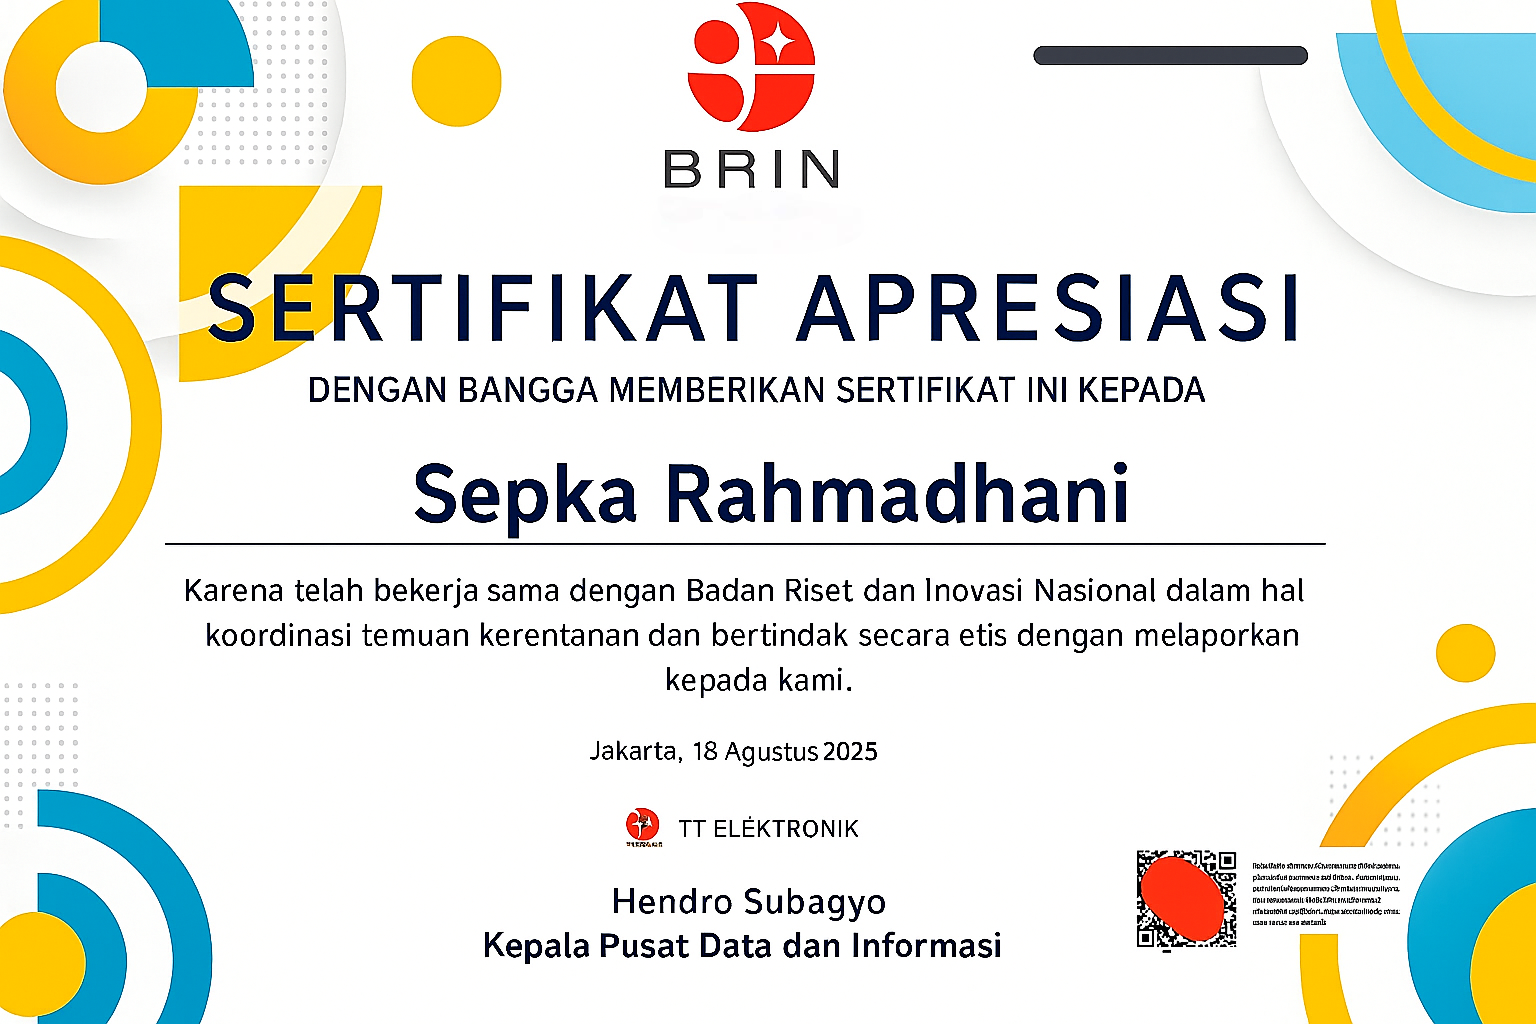 BRIN
SERTIFIKAT APRESIASI
DENGAN BANGGA MEMBERIKAN SERTIFIKAT INI KEPADA
Sepka Rahmadhani
Karena telah bekerja sama dengan Badan Riset dan Inovasi Nasional dalam hal
koordinasi temuan kerentanan dan bertindak secara etis dengan melaporkan
kepada kami.
Jakarta, 18 Agustus 2025
TT ELÉKTRONIK
Hendro Subagyo
Kepala Pusat Data dan Informasi